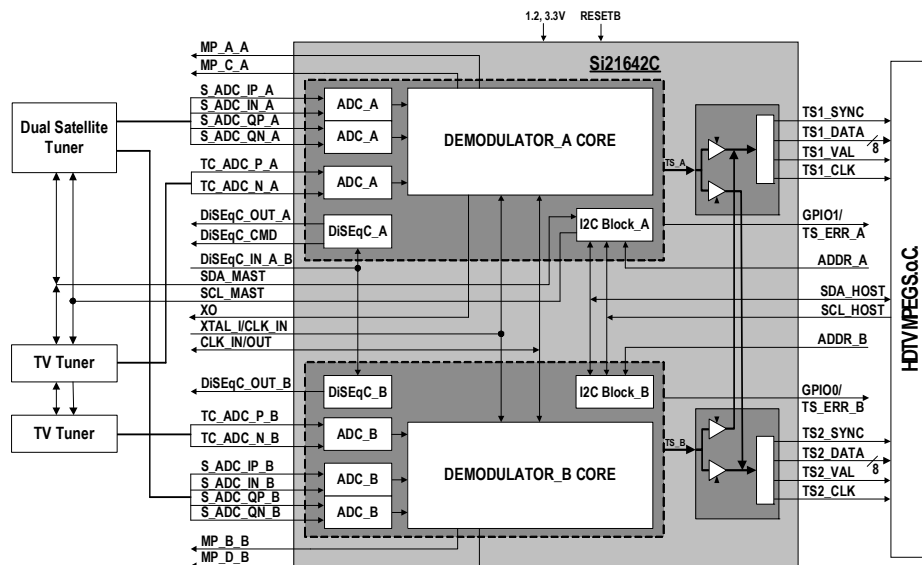 1.2, 3.3V
RESETB
Si21642C
MP_A_A
MP_C_A
S_ADC_IP_A
S_ADC_IN_A
S_ADC_QP_A
S_ADC_QN_A
TC_ADC_P_A
TC_ADC_N_A
DiSEqC_OUT_A
DiSEqC_CMD
DiSEqC_IN_A_B
SDA_MAST
SCL_MAST
XO
XTAL_I/CLK_IN
CLK_IN/OUT
DiSEqC_OUT_B
TC_ADC_P_B
TC_ADC_N_B
S_ADC_IP_B
S_ADC_IN_B
S_ADC_QP_B
S_ADC_QN_B
MP_B_B
MP_D_B
Dual Satellite
Tuner
TV Tuner
TV Tuner
ADC_A
ADC_A
ADC_A
DiSEqC_A
DEMODULATOR_A CORE
I2C Block_A
TS_A
DiSEqC_B
ADC_B
ADC_B
ADC_B
I2C Block_B
DEMODULATOR_B CORE
TS_B
TS1_SYNC
TS1_DATA
8
TS1_VAL
TS1_CLK
GPIO1/
TS_ERR_A
ADDR_A
SDA_HOST
SCL_HOST
ADDR_B
GPIO0/
TS_ERR_B
TS2_SYNC
TS2_DATA
8
TS2_VAL
TS2_CLK
HDTV MPEG S.o.C.